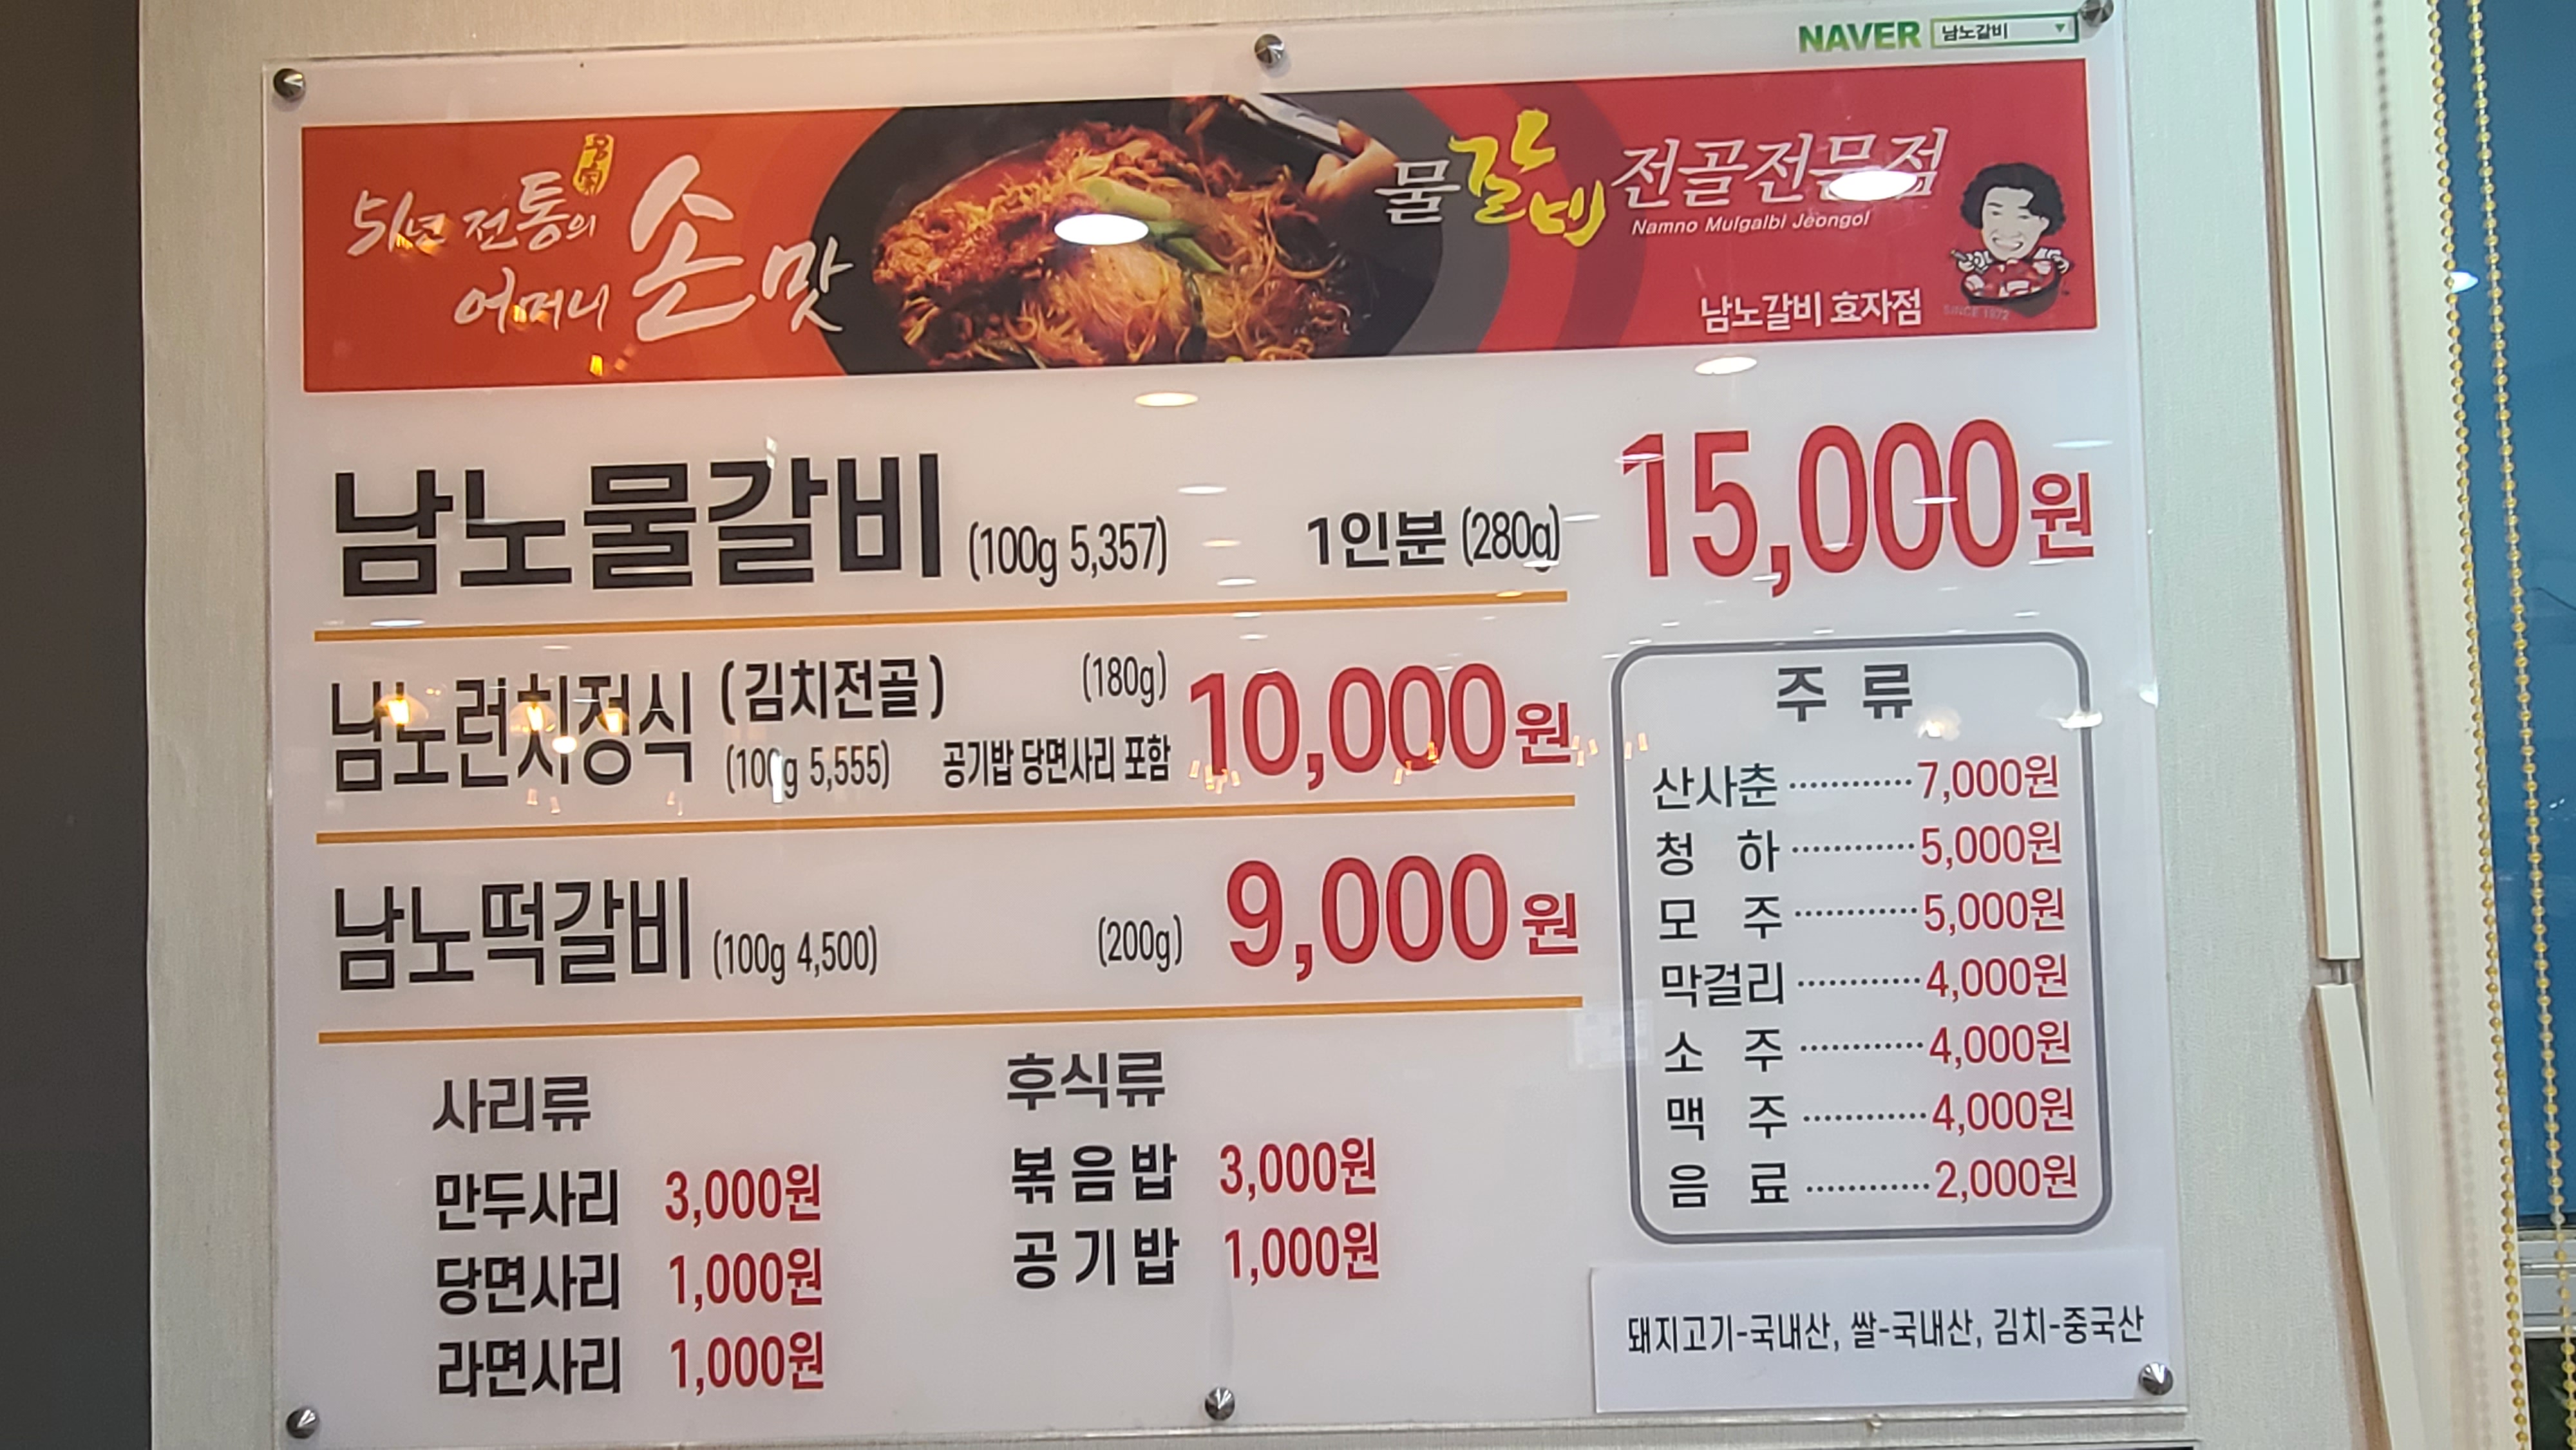 NAVER 남노갈비
51년 전통의
어머니 손맛
물갈비 전골전문점
Namno Mulgalbi Jeongol
남노갈비 효자점
SINCE 1972
남노물갈비 (100g 5,357) 1인분 (280g) 15,000원
남노런치정식 (김치전골) (180g) 10,000원
(100g 5,555) 공기밥 당면사리 포함
남노떡갈비 (100g 4,500) (200g) 9,000원
사리류
만두사리 3,000원
당면사리 1,000원
라면사리 1,000원
후식류
볶음밥 3,000원
공기밥 1,000원
주 류
산사춘 ············ 7,000원
청 하 ············ 5,000원
모 주 ············ 5,000원
막걸리 ············ 4,000원
소 주 ············ 4,000원
맥 주 ············ 4,000원
음 료 ············ 2,000원
돼지고기-국내산, 쌀-국내산, 김치-중국산